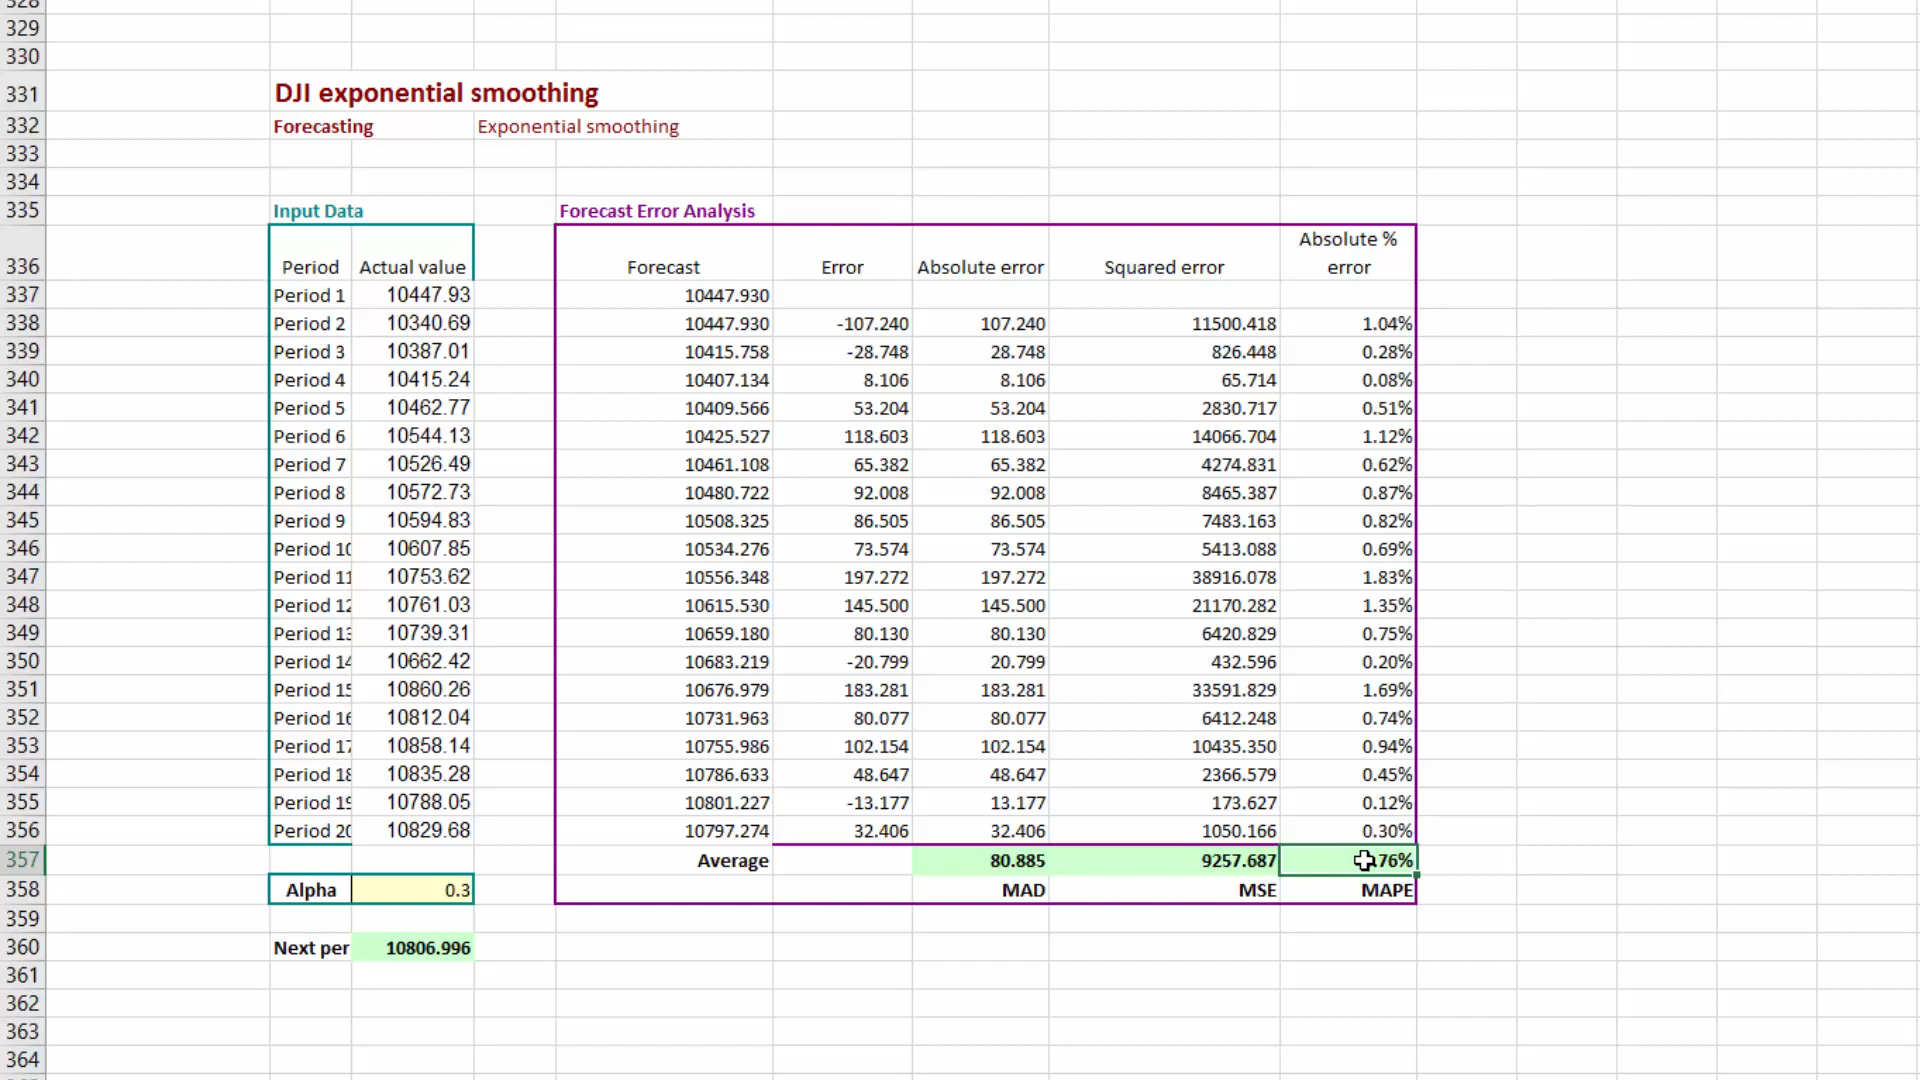 328
329
330
331 DJI exponential smoothing
332 Forecasting Exponential smoothing
333
334
335 Input Data Forecast Error Analysis
Absolute %
336 Period Actual value Forecast Error Absolute error Squared error error
337 Period 1 10447.93 10447.930
338 Period 2 10340.69 10447.930 -107.240 107.240 11500.418 1.04%
339 Period 3 10387.01 10415.758 -28.748 28.748 826.448 0.28%
340 Period 4 10415.24 10407.134 8.106 8.106 65.714 0.08%
341 Period 5 10462.77 10409.566 53.204 53.204 2830.717 0.51%
342 Period 6 10544.13 10425.527 118.603 118.603 14066.704 1.12%
343 Period 7 10526.49 10461.108 65.382 65.382 4274.831 0.62%
344 Period 8 10572.73 10480.722 92.008 92.008 8465.387 0.87%
345 Period 9 10594.83 10508.325 86.505 86.505 7483.163 0.82%
346 Period 10 10607.85 10534.276 73.574 73.574 5413.088 0.69%
347 Period 11 10753.62 10556.348 197.272 197.272 38916.078 1.83%
348 Period 12 10761.03 10615.530 145.500 145.500 21170.282 1.35%
349 Period 13 10739.31 10659.180 80.130 80.130 6420.829 0.75%
350 Period 14 10662.42 10683.219 -20.799 20.799 432.596 0.20%
351 Period 15 10860.26 10676.979 183.281 183.281 33591.829 1.69%
352 Period 16 10812.04 10731.963 80.077 80.077 6412.248 0.74%
353 Period 17 10858.14 10755.986 102.154 102.154 10435.350 0.94%
354 Period 18 10835.28 10786.633 48.647 48.647 2366.579 0.45%
355 Period 19 10788.05 10801.227 -13.177 13.177 173.627 0.12%
356 Period 20 10829.68 10797.274 32.406 32.406 1050.166 0.30%
357 Average 80.885 9257.687 .76%
358 Alpha 0.3 MAD MSE MAPE
359
360 Next per 10806.996
361
362
363
364